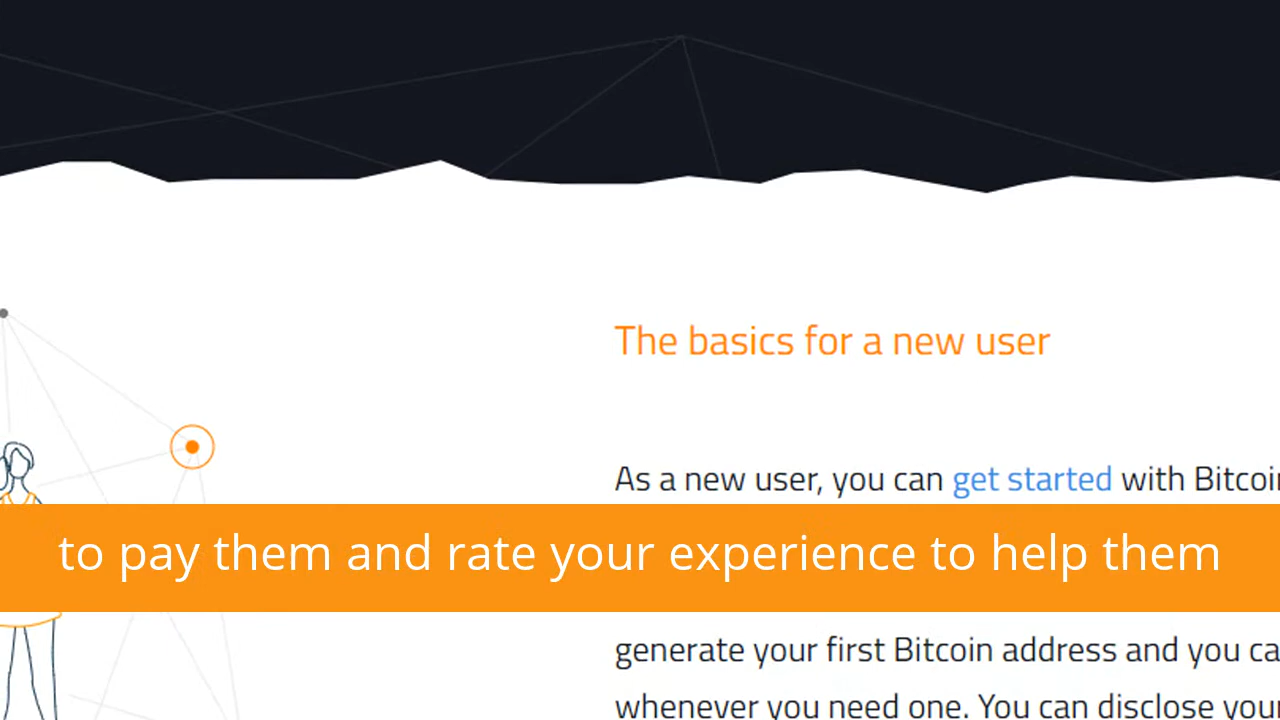 The basics for a new user
As a new user, you can get started with Bitcoin
to pay them and rate your experience to help them
generate your first Bitcoin address and you ca
whenever you need one. You can disclose your